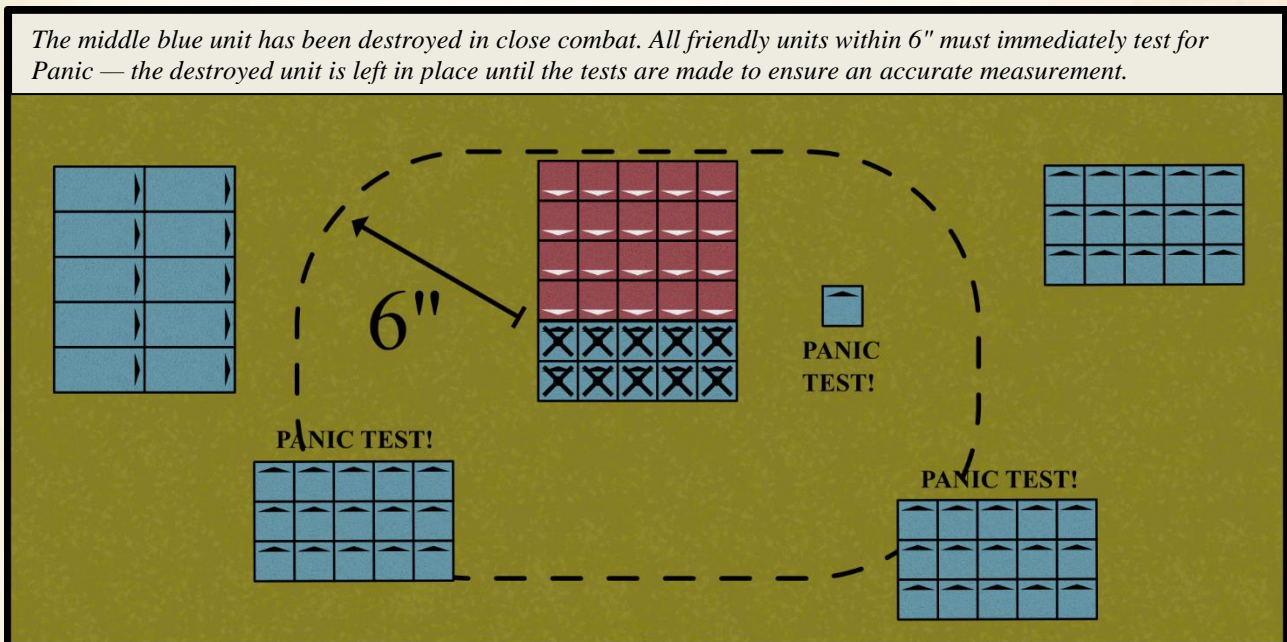 The middle blue unit has been destroyed in close combat. All friendly units within 6" must immediately test for
Panic — the destroyed unit is left in place until the tests are made to ensure an accurate measurement.
6"
PANIC
TEST!
PANIC TEST!
PANIC TEST!